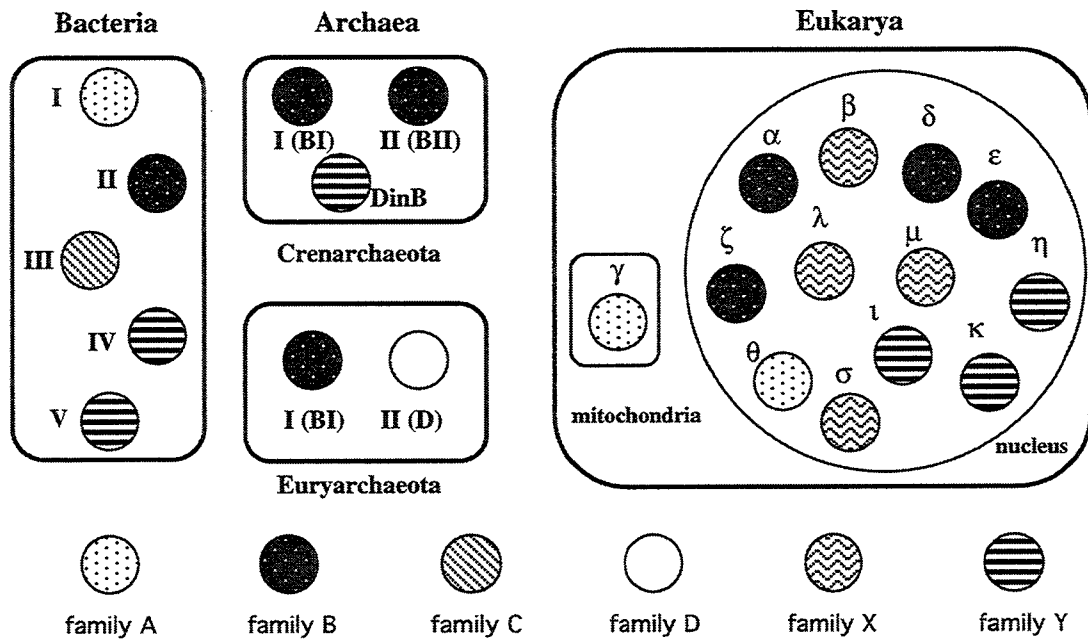 Bacteria
Archaea
Eukarya
I
II
III
IV
V
I (BI)
II (BII)
DinB
Crenarchaeota
I (BI)
II (D)
Euryarchaeota
γ
mitochondria
α
β
δ
ε
ζ
λ
μ
η
ι
κ
θ
σ
nucleus
family A
family B
family C
family D
family X
family Y